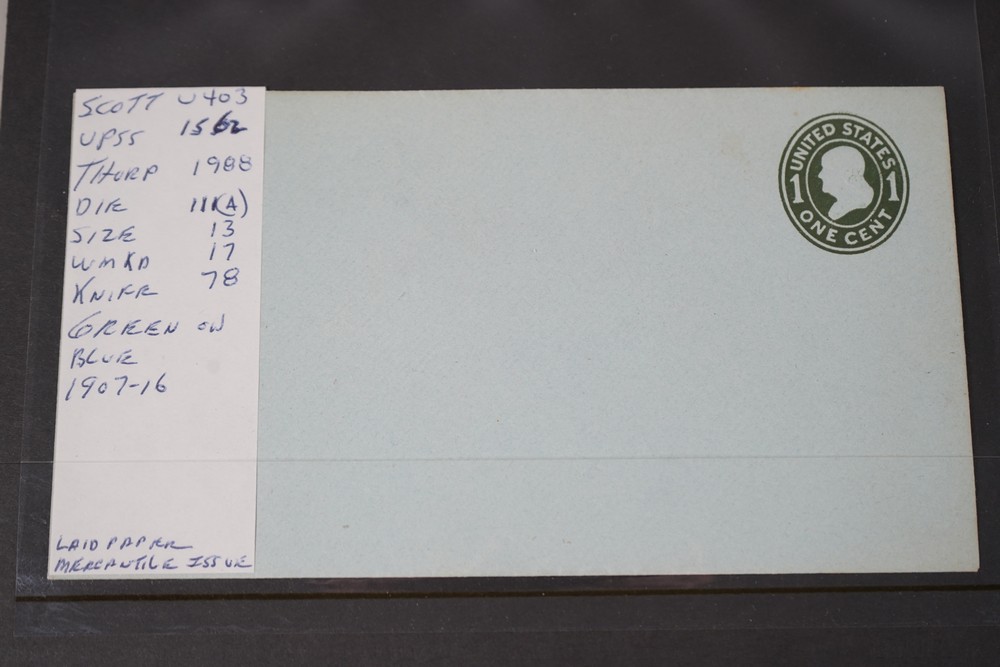 SCOTT U403
UPSS 1562
THORP 1988
DIE III(A)
SIZE 13
WMKD 17
KNIFE 78
GREEN ON
BLUE
1907-16
LAID PAPER
MERCANTILE ISSUE
UNITED STATES
1 1
ONE CENT